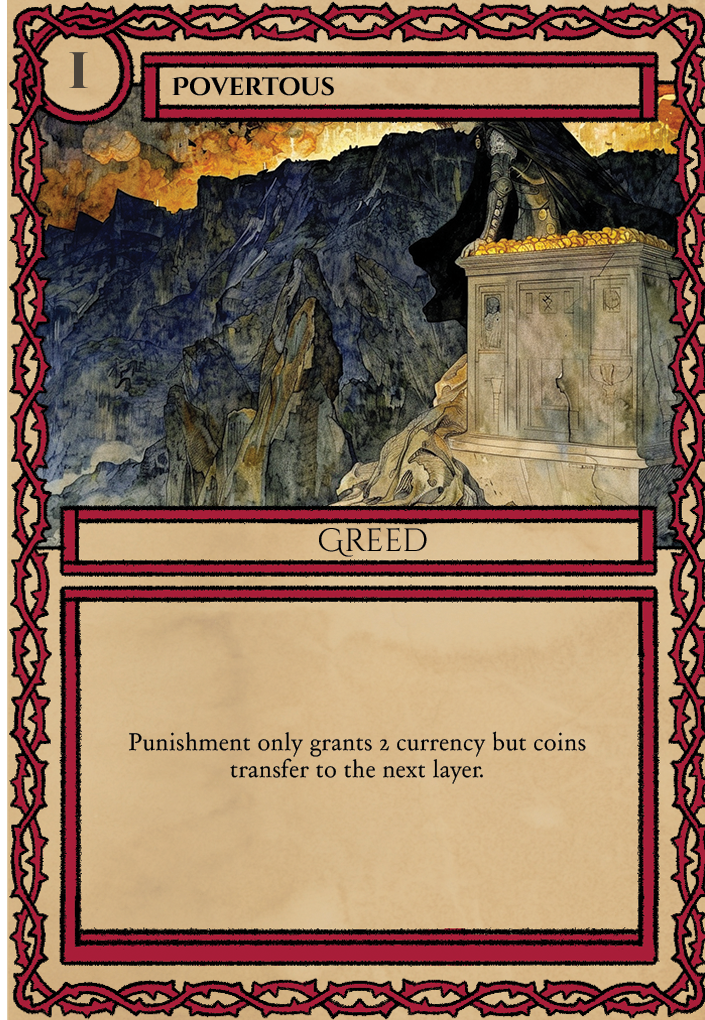 I
POVERTOUS
GREED
Punishment only grants 2 currency but coins
transfer to the next layer.